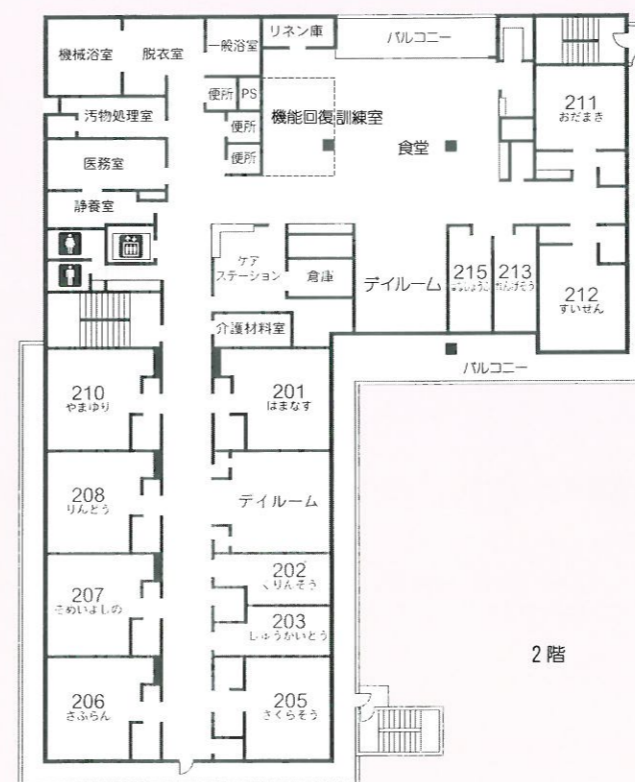 機械浴室
脱衣室
一般浴室
リネン庫
バルコニー
便所
PS
汚物処理室
便所
機能回復訓練室
食堂
211
おだまき
医務室
便所
静養室
ケア
ステーション
倉庫
デイルーム
215
213
れんげそう
212
すいせん
介護材料室
バルコニー
210
やまゆり
201
はまなす
208
りんどう
デイルーム
202
くりんそう
207
そめいよしの
203
しゅうかいどう
2階
206
さふらん
205
さくらそう